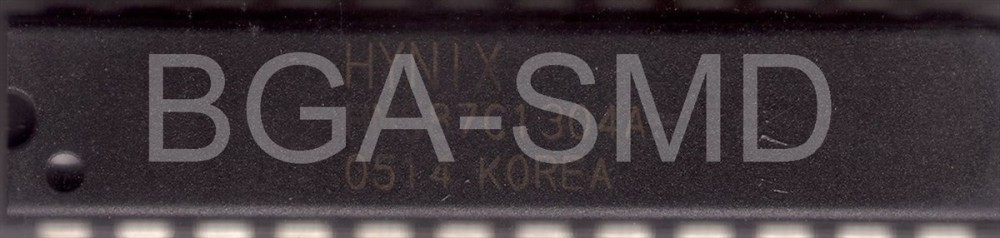 HYNIX
BGA-SMD
0514 KOREA